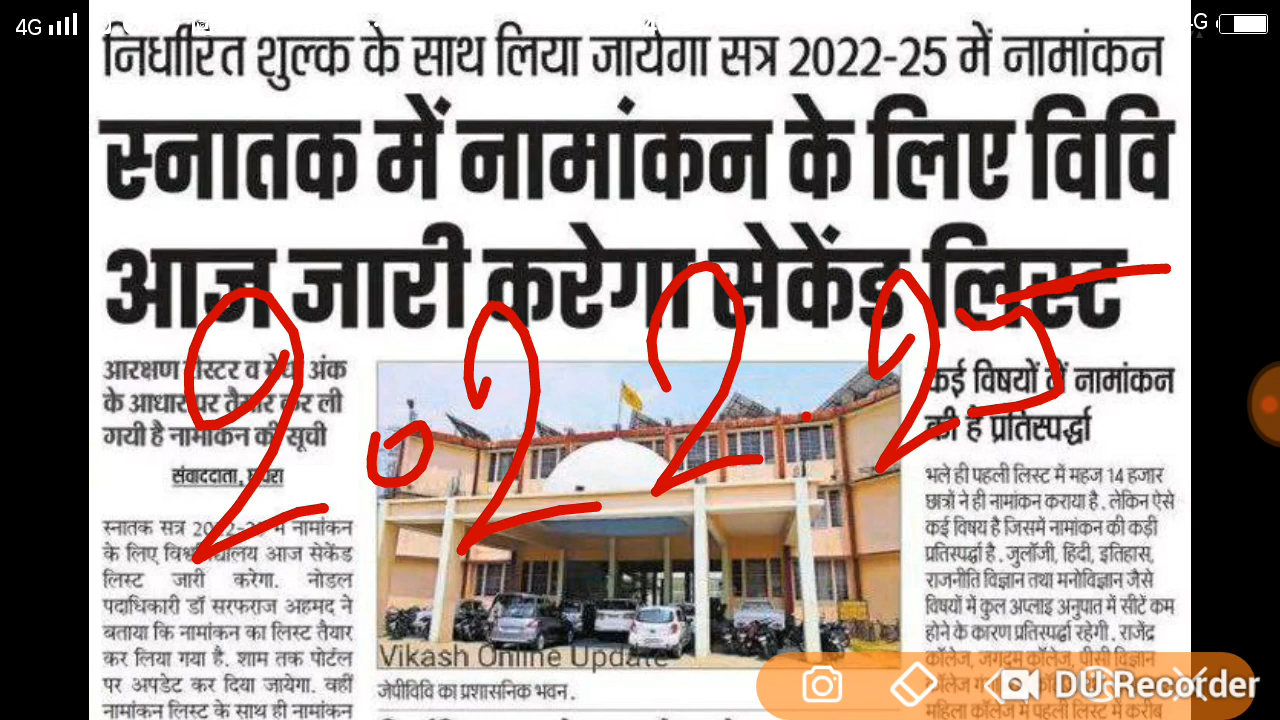 4G
4G
निर्धारित शुल्क के साथ लिया जायेगा सत्र 2022-25 में नामांकन
स्नातक में नामांकन के लिए विवि
आज जारी करेगा सेकेंड लिस्ट
2022 25
आरक्षण रोस्टर व मेधा अंक
के आधार पर तैयार कर ली
गयी है नामांकन की सूची
संवाददाता, छपरा
स्नातक सत्र 2022-25 में नामांकन
के लिए विश्वविद्यालय आज सेकेंड
लिस्ट जारी करेगा. नोडल
पदाधिकारी डॉ सरफराज अहमद ने
बताया कि नामांकन का लिस्ट तैयार
कर लिया गया है. शाम तक पोर्टल
पर अपडेट कर दिया जायेगा. वहीं
नामांकन लिस्ट के साथ ही नामांकन
Vikash Online Update
जेपीविवि का प्रशासनिक भवन.
कई विषयों में नामांकन
की है प्रतिस्पर्द्धा
भले ही पहली लिस्ट में महज 14 हजार
छात्रों ने ही नामांकन कराया है. लेकिन ऐसे
कई विषय है जिसमें नामांकन की कड़ी
प्रतिस्पर्द्धा है. जुलॉजी, हिंदी, इतिहास,
राजनीति विज्ञान तथा मनोविज्ञान जैसे
विषयों में कुल अप्लाइ अनुपात में सीटें कम
होने के कारण प्रतिस्पर्द्धा रहेगी. राजेंद्र
कॉलेज, जगदम कॉलेज, पीसी विज्ञान
कॉलेज
महिला कॉलेज में पहली लिस्ट में करीब
DU Recorder